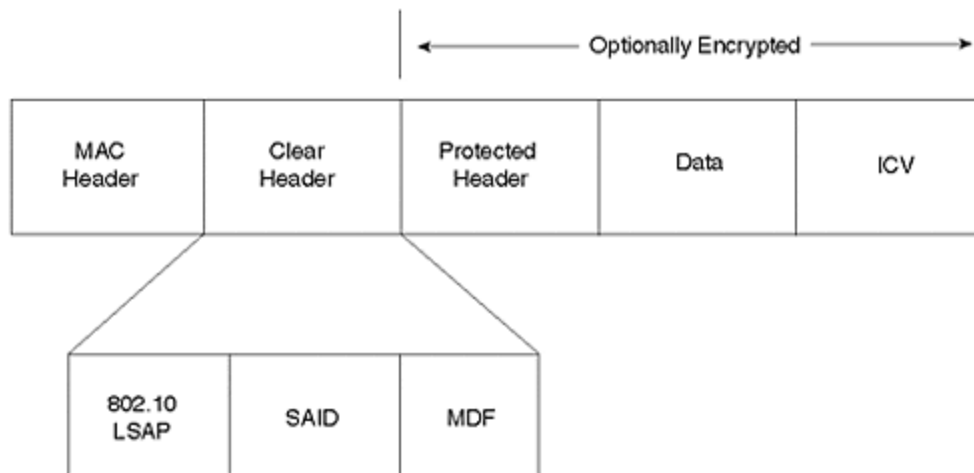 Optionally Encrypted
MAC
Header
Clear
Header
Protected
Header
Data
ICV
802.10
LSAP
SAID
MDF